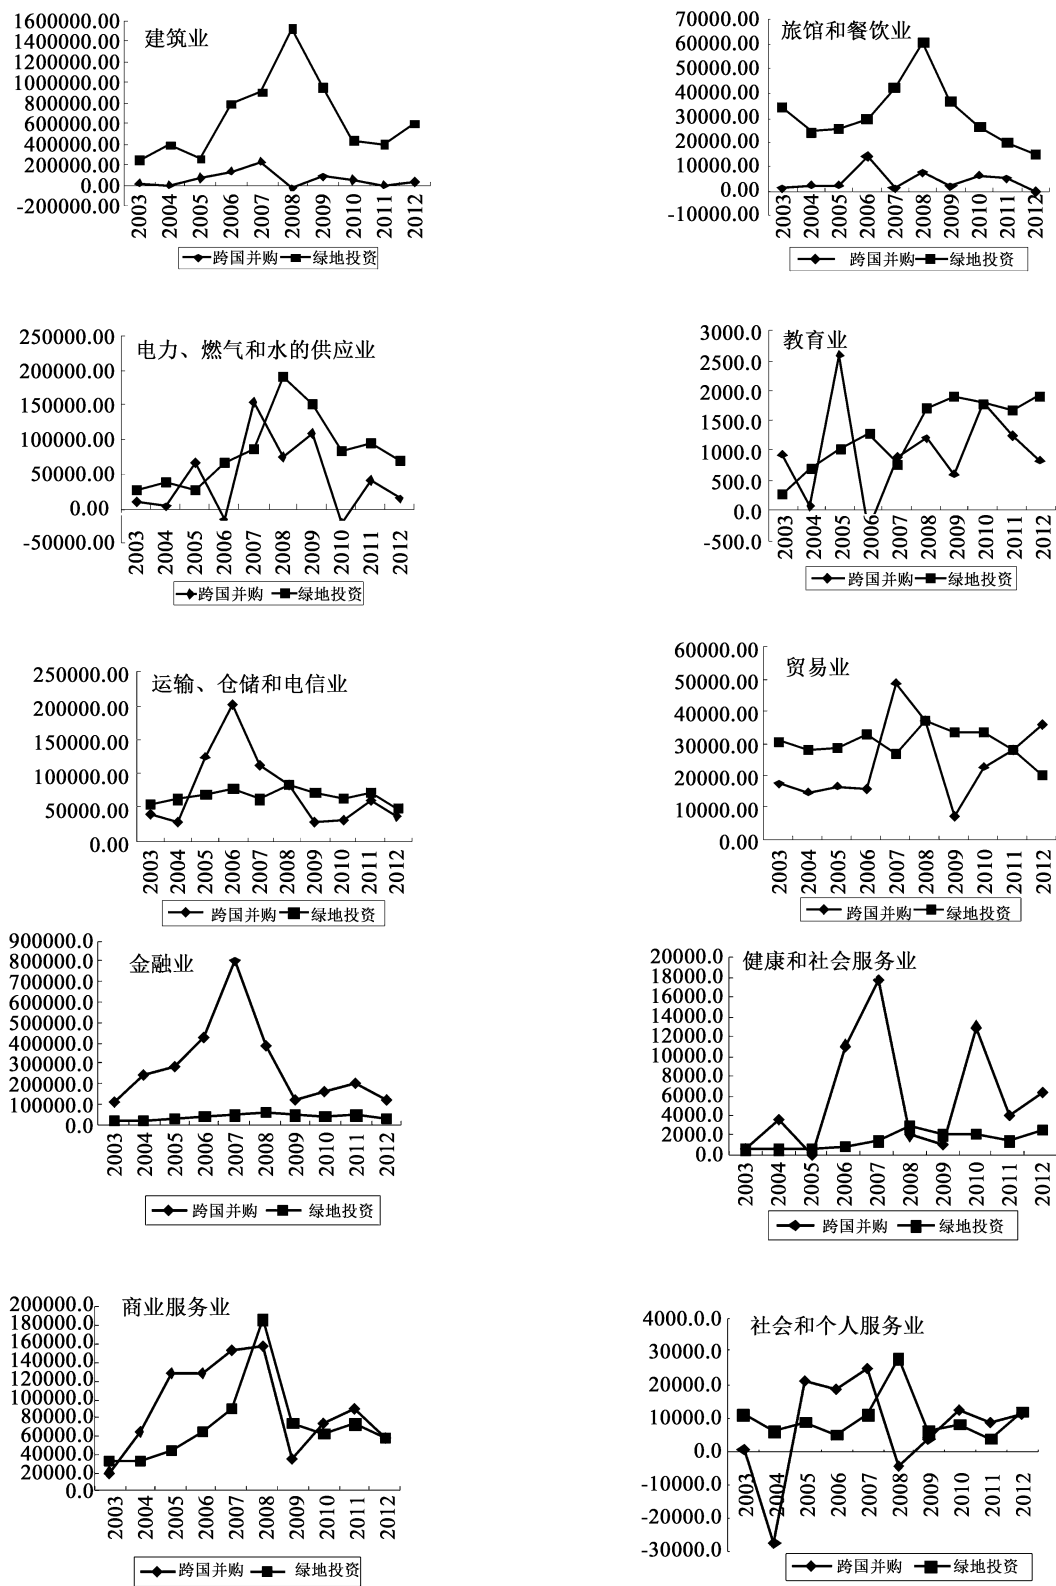 建筑业
1600000.00
1400000.00
1200000.00
1000000.00
800000.00
600000.00
400000.00
200000.00
0.00
-200000.00
2003 2004 2005 2006 2007 2008 2009 2010 2011 2012
跨国并购 绿地投资
旅馆和餐饮业
70000.00
60000.00
50000.00
40000.00
30000.00
20000.00
10000.00
0.00
-10000.00
2003 2004 2005 2006 2007 2008 2009 2010 2011 2012
跨国并购 绿地投资
电力、燃气和水的供应业
250000.00
200000.00
150000.00
100000.00
50000.00
0.00
-50000.00
2003 2004 2005 2006 2007 2008 2009 2010 2011 2012
跨国并购 绿地投资
教育业
3000.0
2500.0
2000.0
1500.0
1000.0
500.0
0.0
-500.0
2003 2004 2005 2006 2007 2008 2009 2010 2011 2012
跨国并购 绿地投资
运输、仓储和电信业
250000.00
200000.00
150000.00
100000.00
50000.00
0.00
2003 2004 2005 2006 2007 2008 2009 2010 2011 2012
跨国并购 绿地投资
贸易业
60000.00
50000.00
40000.00
30000.00
20000.00
10000.00
0.00
2003 2004 2005 2006 2007 2008 2009 2010 2011 2012
跨国并购 绿地投资
金融业
900000.0
800000.0
700000.0
600000.0
500000.0
400000.0
300000.0
200000.0
100000.0
0.0
2003 2004 2005 2006 2007 2008 2009 2010 2011 2012
跨国并购 绿地投资
健康和社会服务业
20000.0
18000.0
16000.0
14000.0
12000.0
10000.0
8000.0
6000.0
4000.0
2000.0
0.0
2003 2004 2005 2006 2007 2008 2009 2010 2011 2012
跨国并购 绿地投资
商业服务业
200000.0
180000.0
160000.0
140000.0
120000.0
100000.0
80000.0
60000.0
40000.0
20000.0
0.0
2003 2004 2005 2006 2007 2008 2009 2010 2011 2012
跨国并购 绿地投资
社会和个人服务业
4000.0
30000.0
20000.0
10000.0
0.0
-10000.0
-20000.0
-30000.0
2003 2004 2005 2006 2007 2008 2009 2010 2011 2012
跨国并购 绿地投资